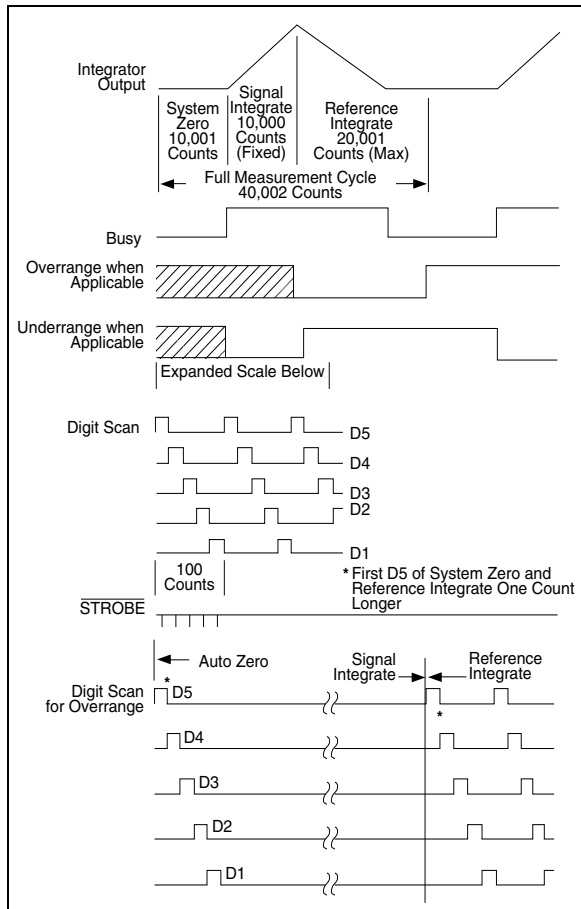 Integrator
Output
System
Zero
10,001
Counts
Signal
Integrate
10,000
Counts
(Fixed)
Reference
Integrate
20,001
Counts (Max)
Full Measurement Cycle
40,002 Counts
Busy
Overrange when
Applicable
Underrange when
Applicable
Expanded Scale Below
Digit Scan
D5
D4
D3
D2
D1
100
Counts
* First D5 of System Zero and
Reference Integrate One Count
Longer
STROBE
Auto Zero
Signal
Integrate
Reference
Integrate
Digit Scan
for Overrange
* D5
*
D4
D3
D2
D1